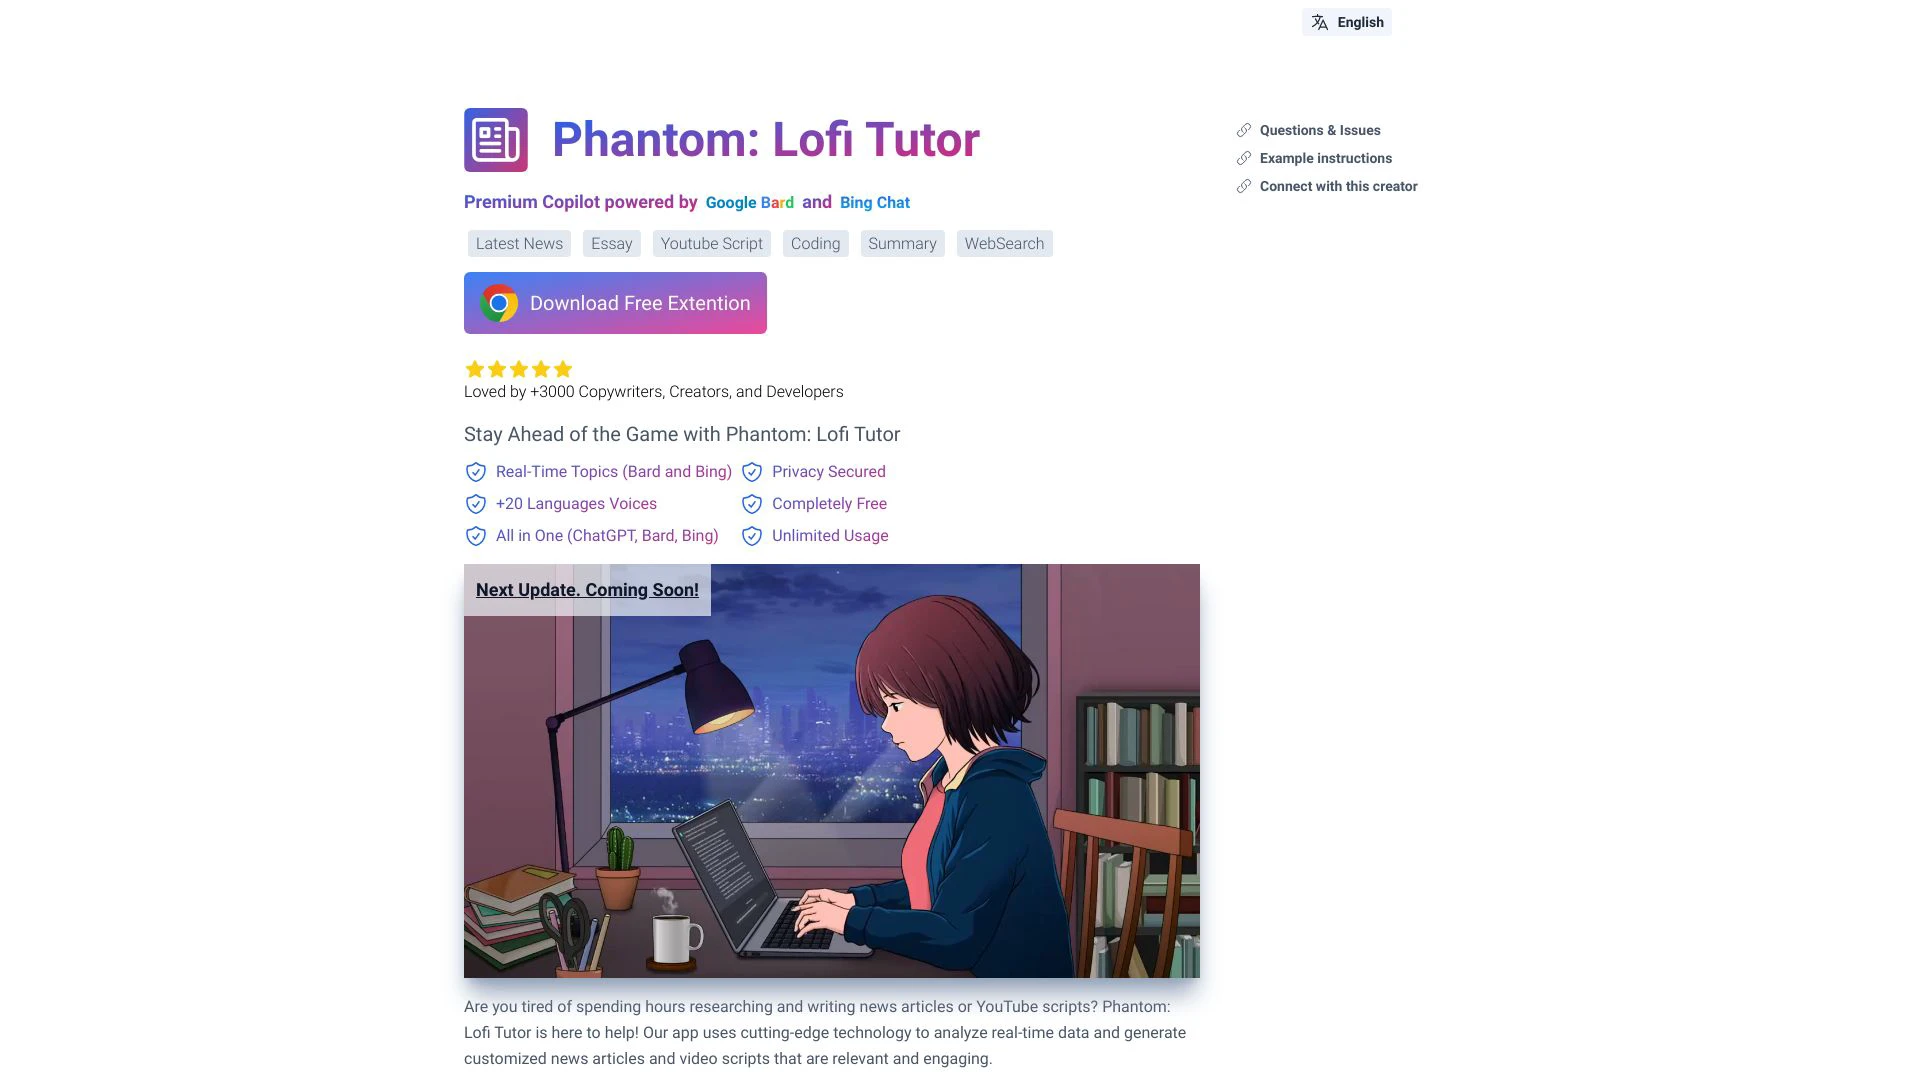 English
Phantom: Lofi Tutor
Questions & Issues
Example instructions
Connect with this creator
Premium Copilot powered by Google Bard and Bing Chat
Latest News Essay Youtube Script Coding Summary WebSearch
Download Free Extention
Loved by +3000 Copywriters, Creators, and Developers
Stay Ahead of the Game with Phantom: Lofi Tutor
Real-Time Topics (Bard and Bing) Privacy Secured
+20 Languages Voices Completely Free
All in One (ChatGPT, Bard, Bing) Unlimited Usage
Next Update. Coming Soon!
Are you tired of spending hours researching and writing news articles or YouTube scripts? Phantom:
Lofi Tutor is here to help! Our app uses cutting-edge technology to analyze real-time data and generate
customized news articles and video scripts that are relevant and engaging.